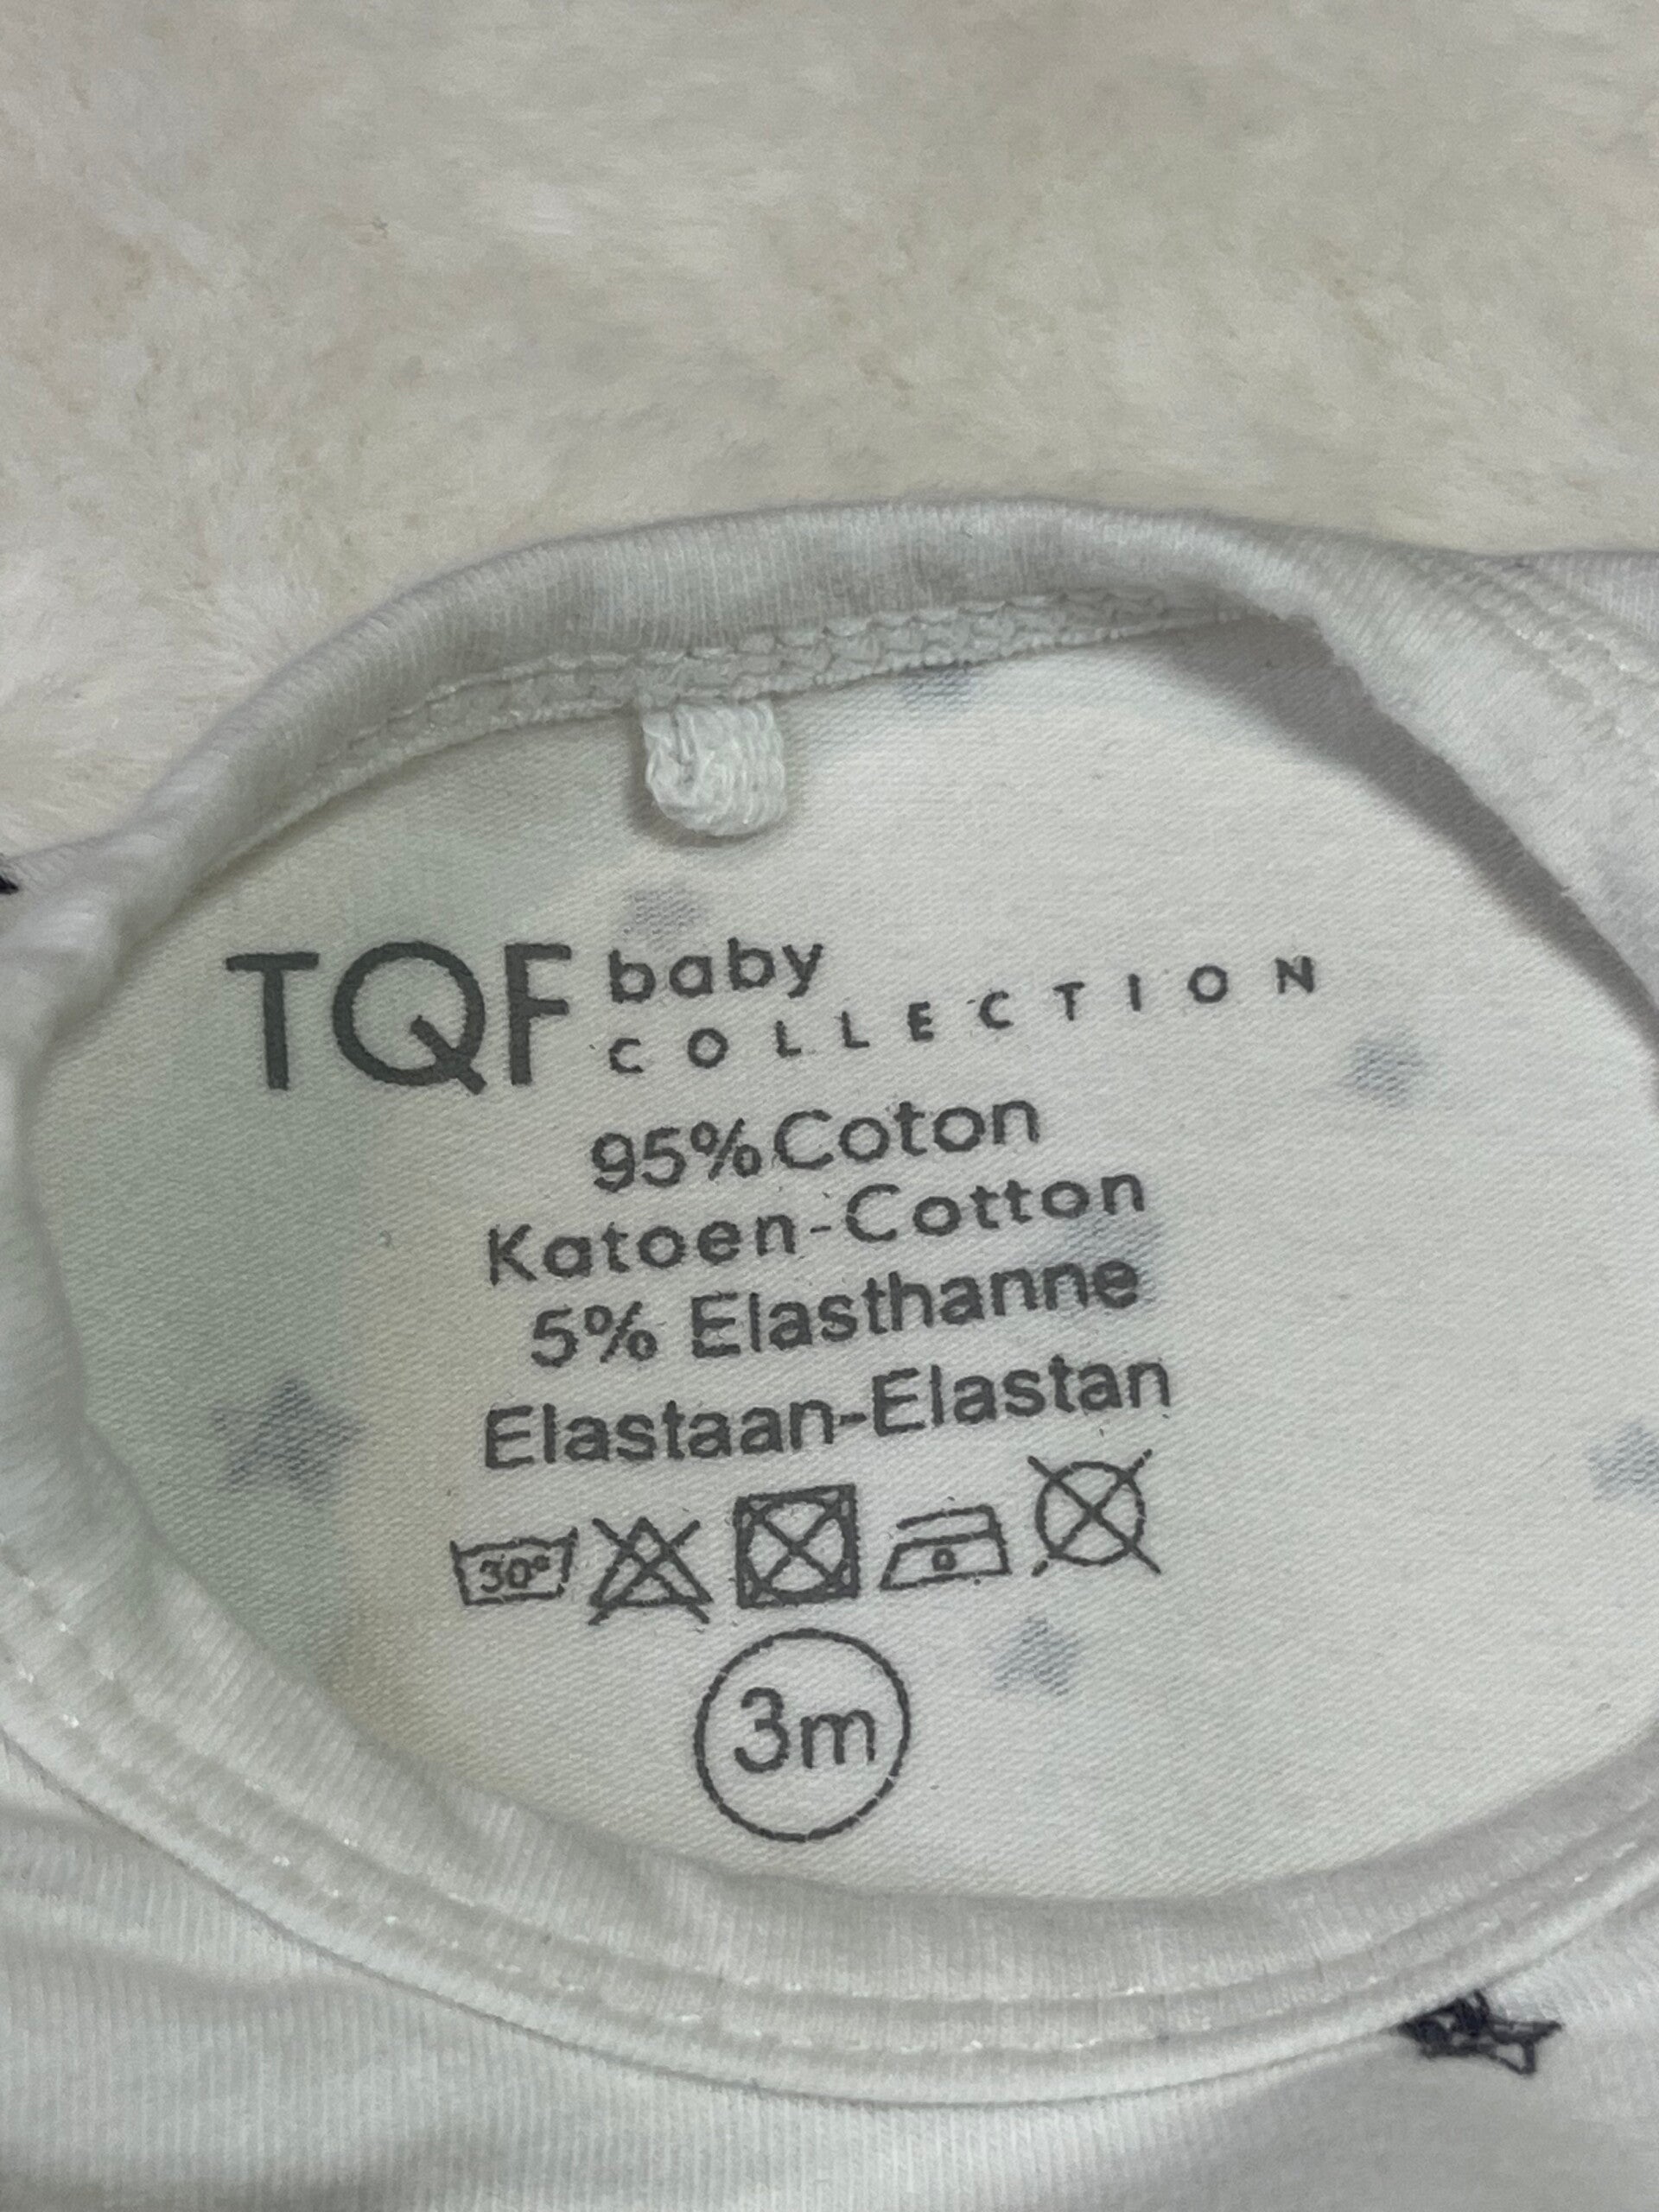 TQF baby
COLLECTION
95% Coton
Katoen-Cotton
5% Elasthanne
Elastaan-Elastan
30°
3m